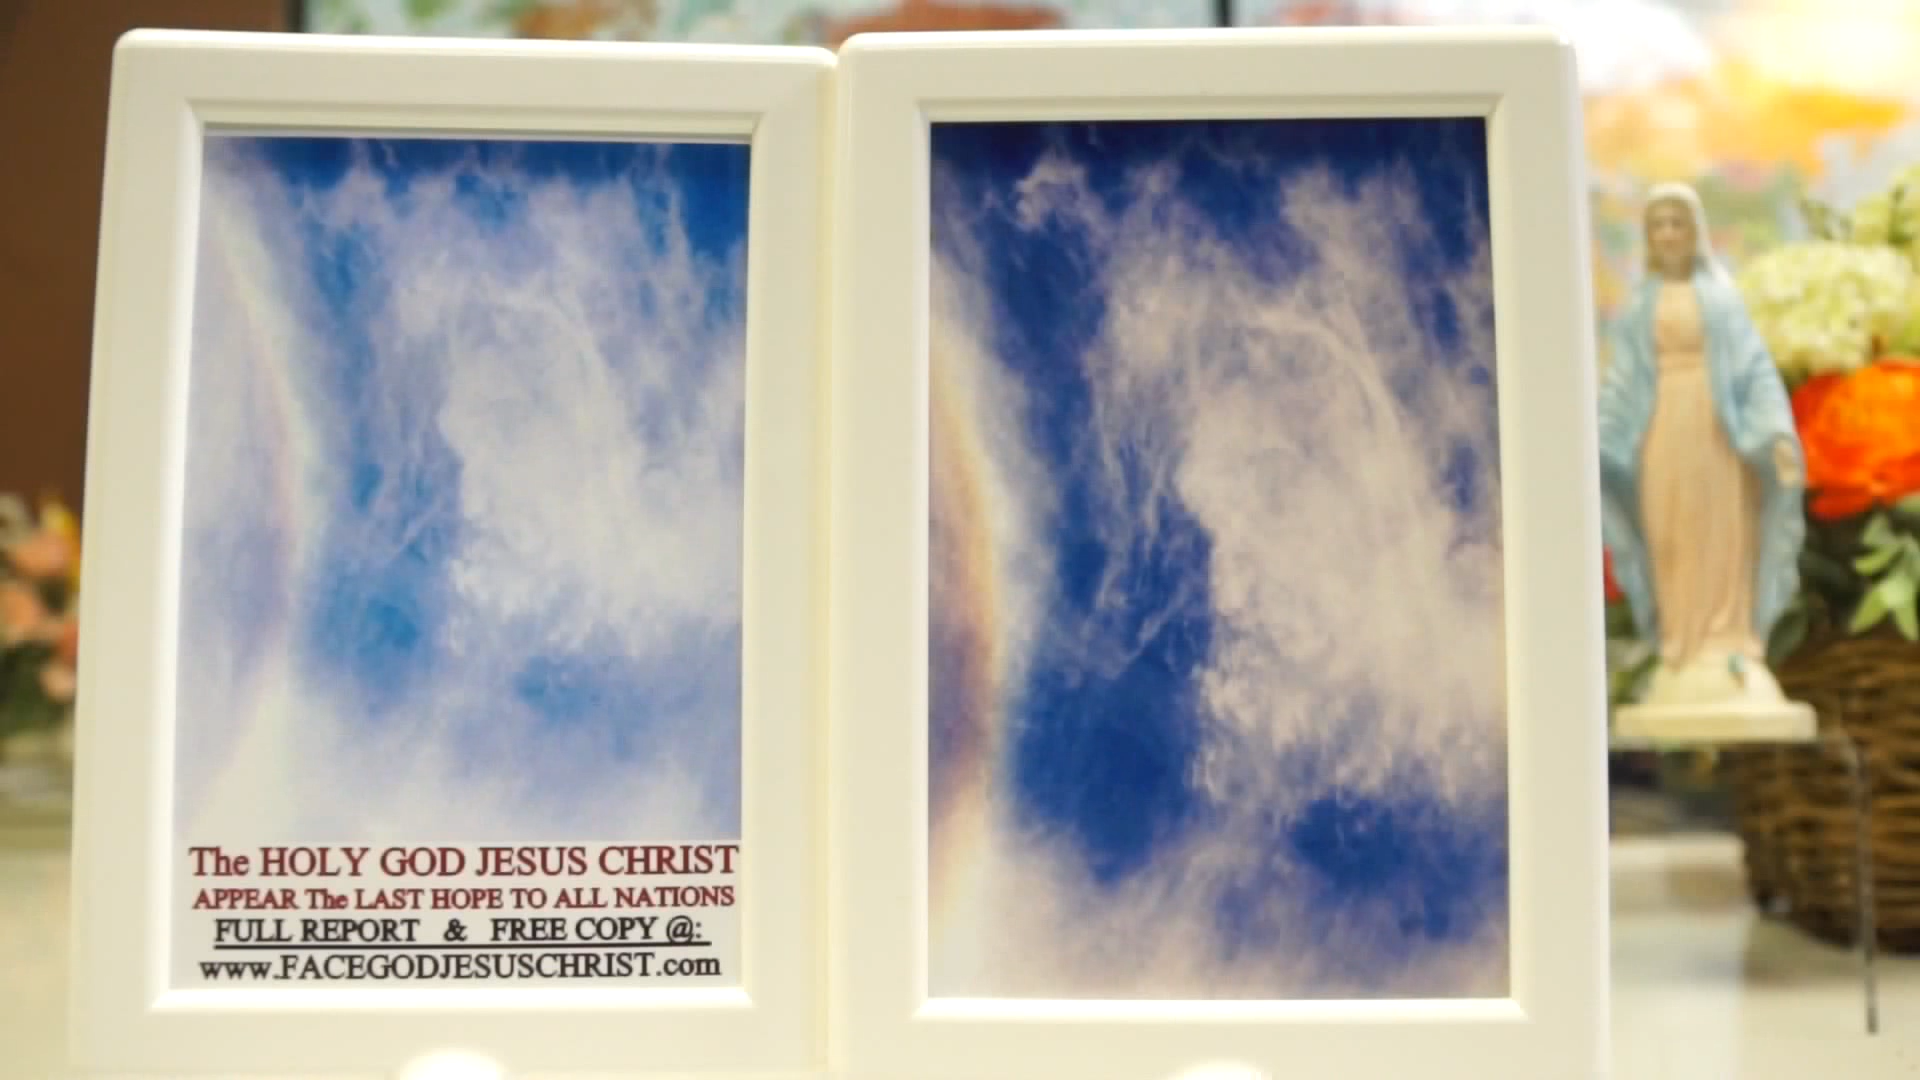 The HOLY GOD JESUS CHRIST
APPEAR The LAST HOPE TO ALL NATIONS
FULL REPORT & FREE COPY @:
www.FACEGODJESUSCHRIST.com